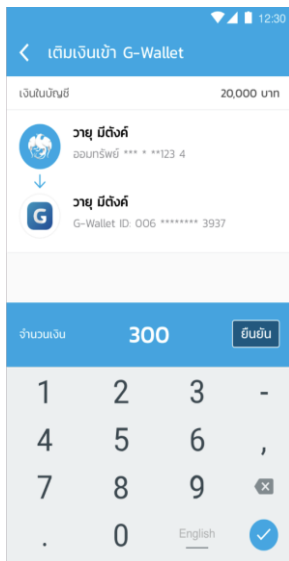 12:30
เติมเงินเข้า G-Wallet
เงินในบัญชี 20,000 บาท
วายุ มีตังค์
ออมทรัพย์ *** * **123 4
G
วายุ มีตังค์
G-Wallet ID: 006 ******** 3937
จำนวนเงิน 300 ยืนยัน
1 2 3 -
4 5 6 ,
7 8 9
. 0 English